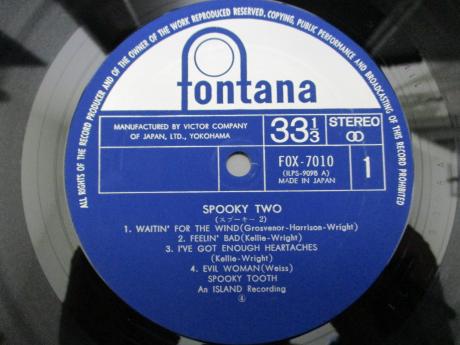 ALL RIGHTS OF THE RECORD PRODUCER AND OF THE OWNER OF THE WORK REPRODUCED RESERVED, COPYING, PUBLIC PERFORMANCE AND BROADCASTING OF THIS RECORD PROHIBITED
fontana
MANUFACTURED BY VICTOR COMPANY
OF JAPAN, LTD., YOKOHAMA
33 1/3
STEREO
FOX-7010
(ILPS-9098 A)
MADE IN JAPAN
1
SPOOKY TWO
(スプーキー 2)
1. WAITIN' FOR THE WIND(Grosvenor-Harrison-Wright)
2. FEELIN' BAD(Kellie-Wright)
3. I'VE GOT ENOUGH HEARTACHES
(Kellie-Wright)
4. EVIL WOMAN(Weiss)
SPOOKY TOOTH
An ISLAND Recording
④